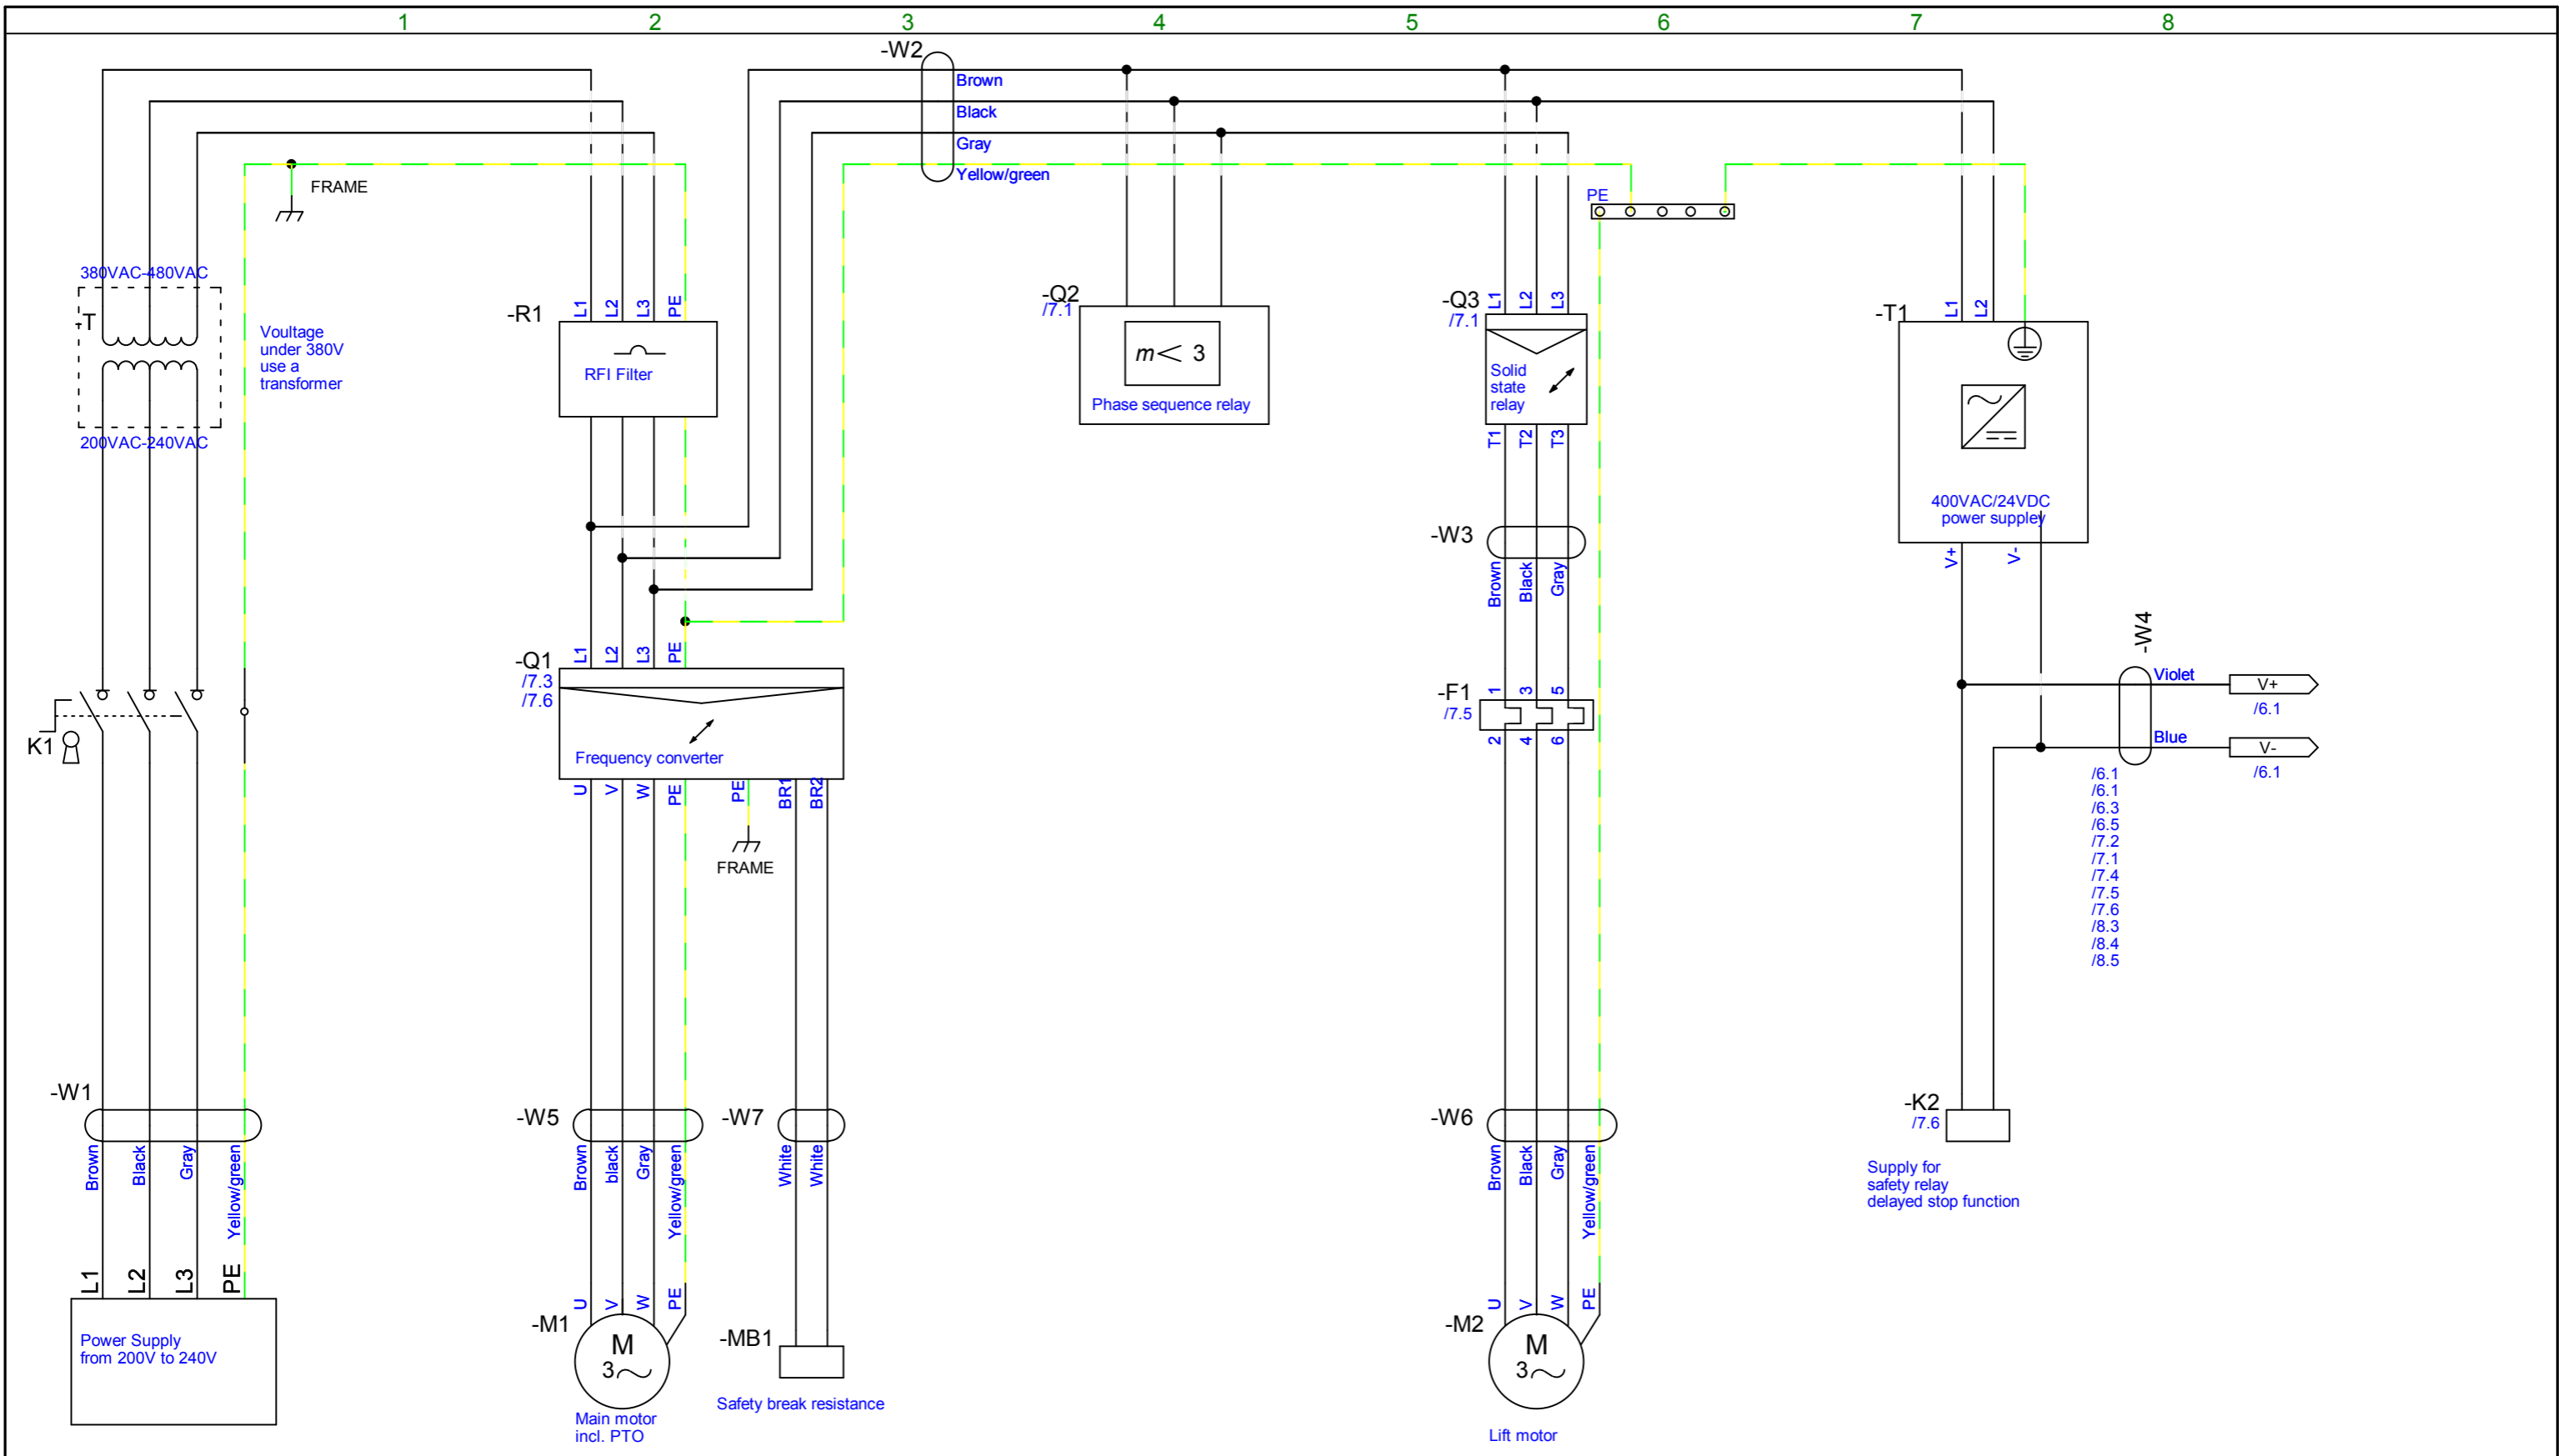 1 2 3 4 5 6 7 8
-W2
Brown
Black
Gray
Yellow/green
FRAME
PE
380VAC-480VAC
-T
200VAC-240VAC
Voultage
under 380V
use a
transformer
-R1
L1 L2 L3 PE
RFI Filter
-Q2
/7.1
m< 3
Phase sequence relay
-Q3
/7.1
L1 L2 L3
Solid
state
relay
T1 T2 T3
-T1
L1 L2
400VAC/24VDC
power suppley
V+ V-
-W3
Brown Black Gray
-W4
Violet
V+
/6.1
Blue
V-
/6.1
/6.1
/6.1
/6.3
/6.5
/7.2
/7.1
/7.4
/7.5
/7.6
/8.3
/8.4
/8.5
K1
-Q1
/7.3
/7.6
L1 L2 L3 PE
Frequency converter
U V W PE PE BR1 BR2
FRAME
-F1
/7.5
1 3 5
2 4 6
-W1
Brown Black Gray Yellow/green
L1 L2 L3 PE
Power Supply
from 200V to 240V
-W5
Brown black Gray Yellow/green
U V W PE
-M1
M
3~
Main motor
incl. PTO
-W7
White White
-MB1
Safety break resistance
-W6
Brown Black Gray Yellow/green
U V W PE
-M2
M
3~
Lift motor
-K2
/7.6
Supply for
safety relay
delayed stop function